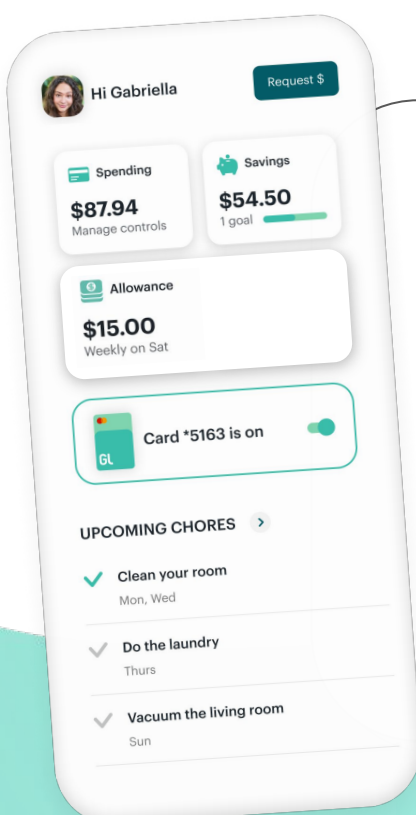 Hi Gabriella
Request $
Spending
$87.94
Manage controls
Savings
$54.50
1 goal
Allowance
$15.00
Weekly on Sat
GL
Card *5163 is on
UPCOMING CHORES
Clean your room
Mon, Wed
Do the laundry
Thurs
Vacuum the living room
Sun